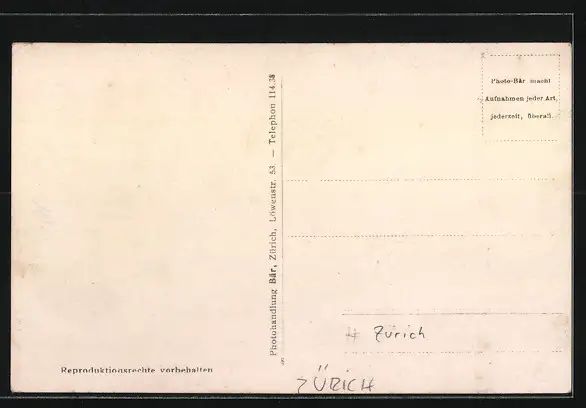 Photo-Bär macht
Aufnahmen jeder Art,
jederzeit, überall.
Photohandlung Bär, Zürich, Löwenstr. 53. — Telephon 114.38
# Zürich
Reproduktionsrechte vorbehalten
ZÜRICH